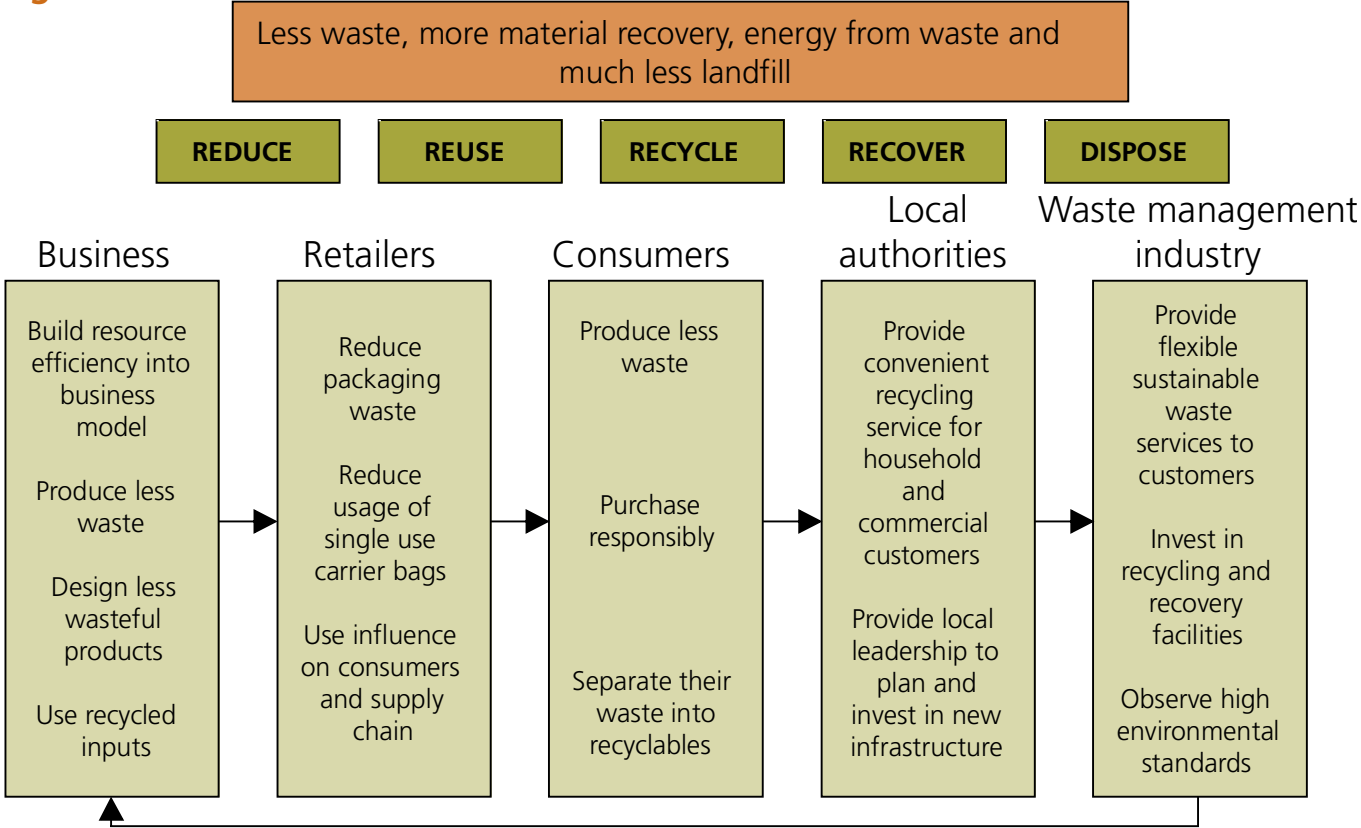 Less waste, more material recovery, energy from waste and
much less landfill
REDUCE
REUSE
RECYCLE
RECOVER
DISPOSE
Business
Build resource
efficiency into
business
model
Produce less
waste
Design less
wasteful
products
Use recycled
inputs
Retailers
Reduce
packaging
waste
Reduce
usage of
single use
carrier bags
Use influence
on consumers
and supply
chain
Consumers
Produce less
waste
Purchase
responsibly
Separate their
waste into
recyclables
Local
authorities
Provide
convenient
recycling
service for
household
and
commercial
customers
Provide local
leadership to
plan and
invest in new
infrastructure
Waste management
industry
Provide
flexible
sustainable
waste
services to
customers
Invest in
recycling and
recovery
facilities
Observe high
environmental
standards